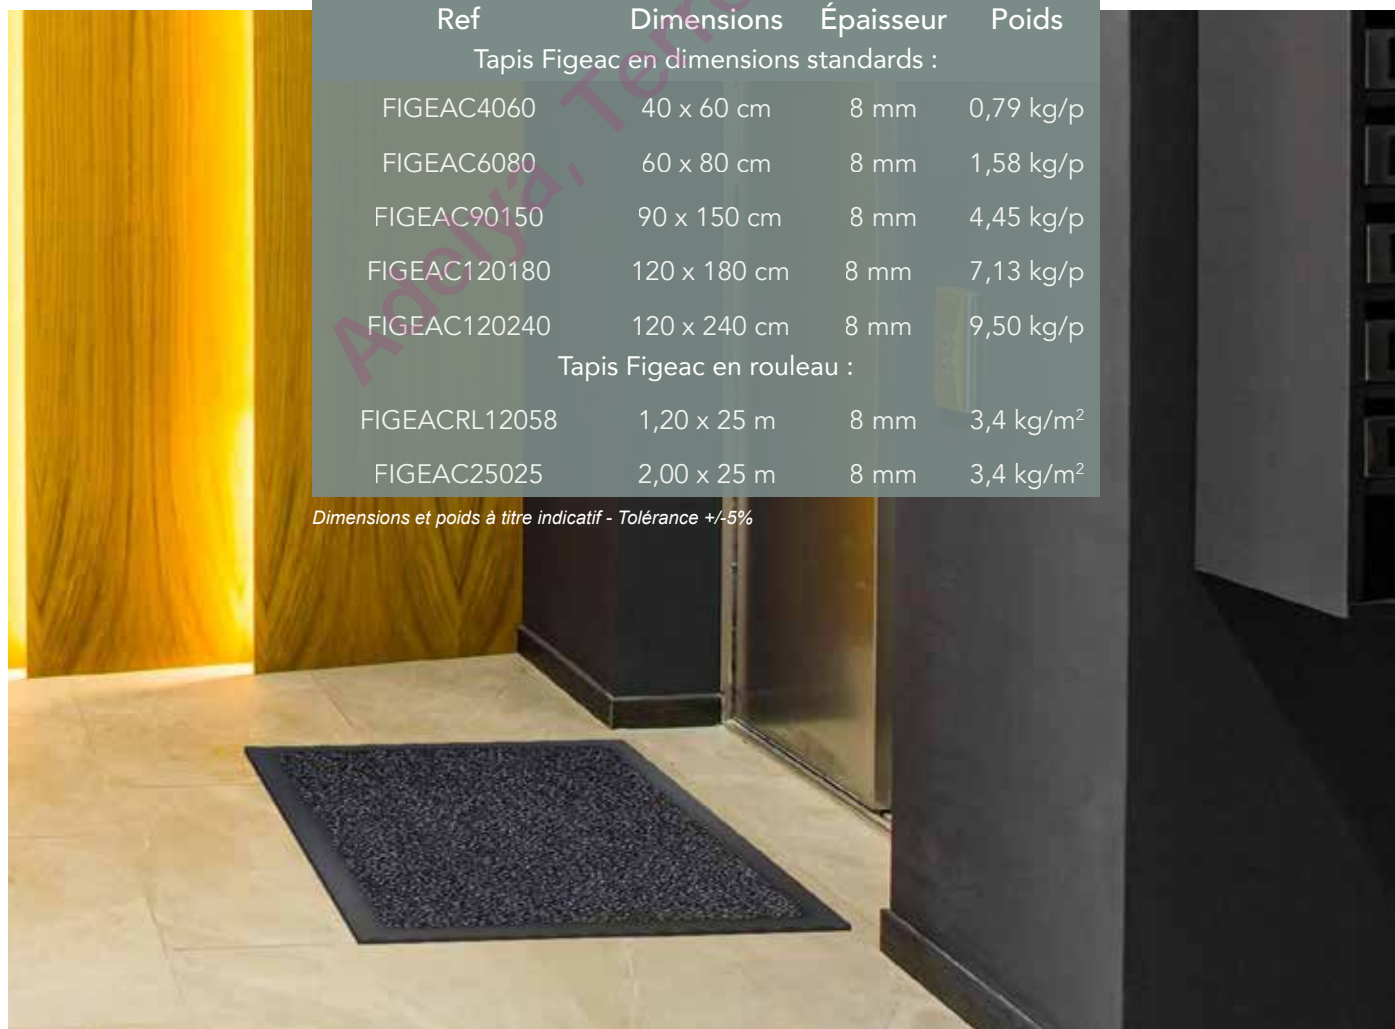 Ref Dimensions Épaisseur Poids
Tapis Figeac en dimensions standards :
FIGEAC4060 40 x 60 cm 8 mm 0,79 kg/p
FIGEAC6080 60 x 80 cm 8 mm 1,58 kg/p
FIGEAC90150 90 x 150 cm 8 mm 4,45 kg/p
FIGEAC120180 120 x 180 cm 8 mm 7,13 kg/p
FIGEAC120240 120 x 240 cm 8 mm 9,50 kg/p
Tapis Figeac en rouleau :
FIGEACRL12058 1,20 x 25 m 8 mm 3,4 kg/m²
FIGEAC25025 2,00 x 25 m 8 mm 3,4 kg/m²
Dimensions et poids à titre indicatif - Tolérance +/-5%
Adelya,